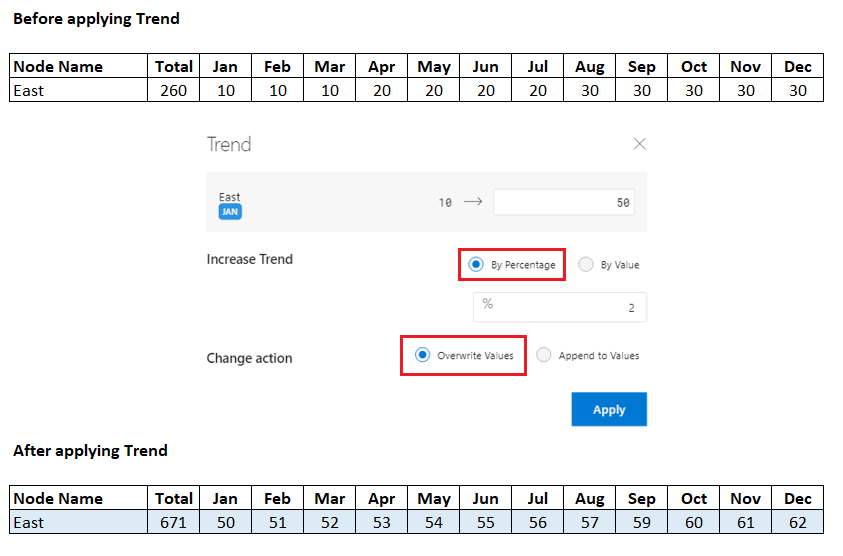 Before applying Trend
Node Name Total Jan Feb Mar Apr May Jun Jul Aug Sep Oct Nov Dec
East 260 10 10 10 20 20 20 20 30 30 30 30 30
Trend
East
JAN
10 → 50
Increase Trend By Percentage By Value
% 2
Change action Overwrite Values Append to Values
Apply
After applying Trend
Node Name Total Jan Feb Mar Apr May Jun Jul Aug Sep Oct Nov Dec
East 671 50 51 52 53 54 55 56 57 59 60 61 62